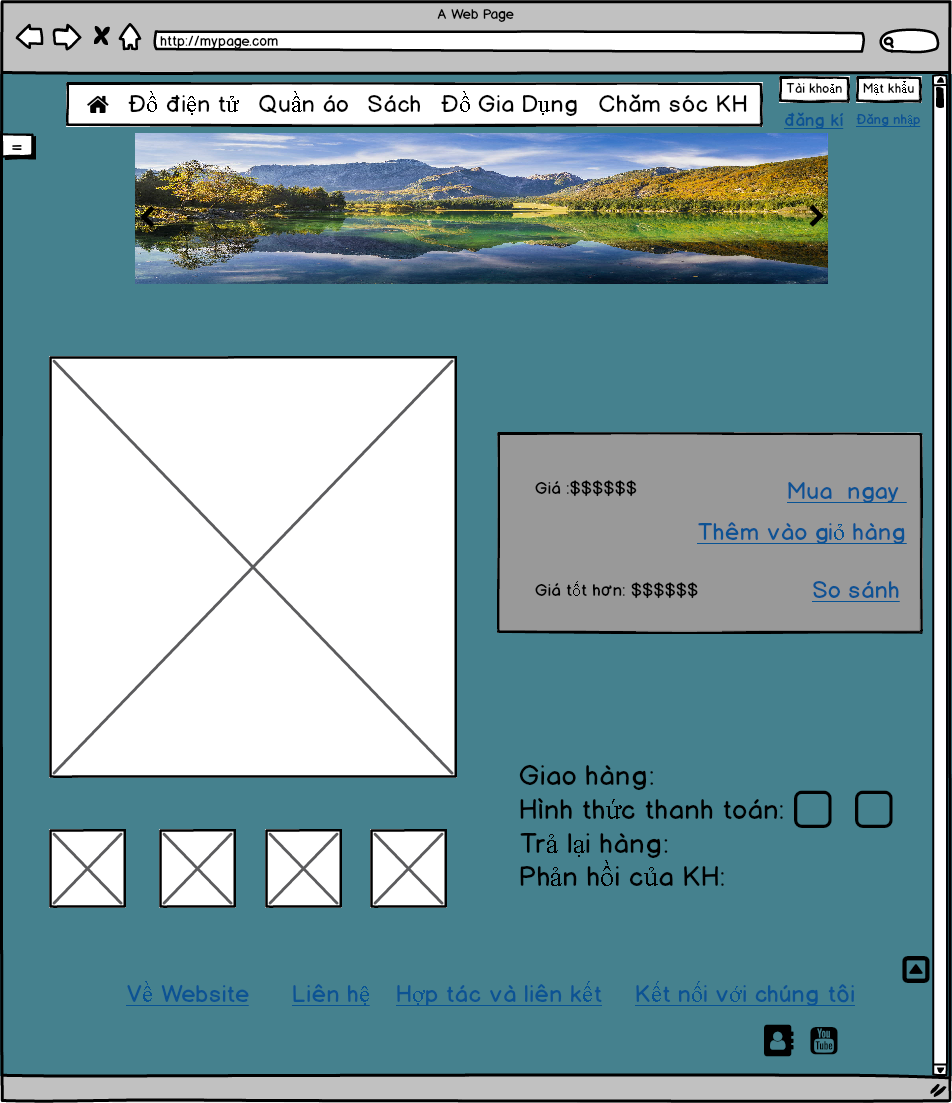 A Web Page
http://mypage.com
Đồ điện tử Quần áo Sách Đồ Gia Dụng Chăm sóc KH
Tài khoản Mật khẩu
đăng kí Đăng nhập
=
Giá :$$$$$$
Mua ngay
Thêm vào giỏ hàng
Giá tốt hơn: $$$$$$
So sánh
Giao hàng:
Hình thức thanh toán:
Trả lại hàng:
Phản hồi của KH:
Về Website Liên hệ Hợp tác và liên kết Kết nối với chúng tôi
You
Tube